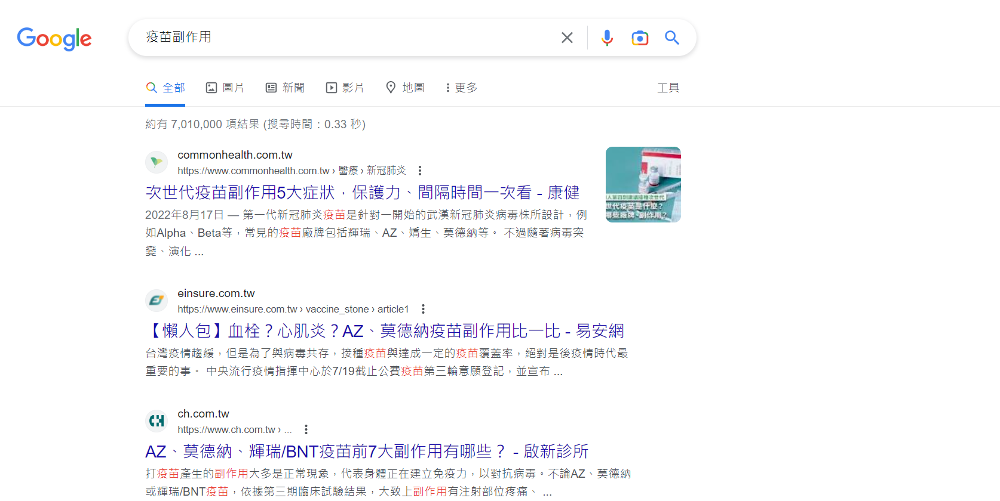 Google
疫苗副作用
全部 圖片 新聞 影片 地圖 更多 工具
約有 7,010,000 項結果 (搜尋時間：0.33 秒)
commonhealth.com.tw
https://www.commonhealth.com.tw › 醫療 › 新冠肺炎
次世代疫苗副作用5大症狀，保護力、間隔時間一次看 - 康健
2022年8月17日 — 第一代新冠肺炎疫苗是針對一開始的武漢新冠肺炎病毒株所設計，例
如Alpha、Beta等，常見的疫苗廠牌包括輝瑞、AZ、嬌生、莫德納等。 不過隨著病毒突
變、演化 ...
人第四劑建議接種次世代
世代疫苗是什麼？
哪些廠牌、副作用？
einsure.com.tw
https://www.einsure.com.tw › vaccine_stone › article1
【懶人包】血栓？心肌炎？AZ、莫德納疫苗副作用比一比 - 易安網
台灣疫情趨緩，但是為了與病毒共存，接種疫苗與達成一定的疫苗覆蓋率，絕對是後疫情時代最
重要的事。 中央流行疫情指揮中心於7/19截止公費疫苗第三輪意願登記，並宣布 ...
CH
ch.com.tw
https://www.ch.com.tw › ...
AZ、莫德納、輝瑞/BNT疫苗前7大副作用有哪些？ - 啟新診所
打疫苗產生的副作用大多是正常現象，代表身體正在建立免疫力，以對抗病毒。不論AZ、莫德納
或輝瑞/BNT疫苗，依據第三期臨床試驗結果，大致上副作用有注射部位疼痛、 ...